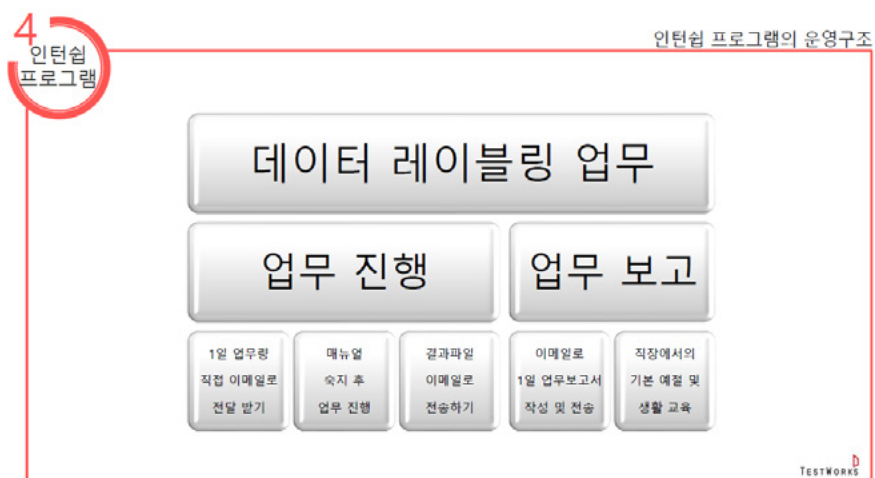 4
인턴쉽
프로그램
인턴쉽 프로그램의 운영구조
데이터 레이블링 업무
업무 진행
업무 보고
1일 업무량
직접 이메일로
전달 받기
매뉴얼
숙지 후
업무 진행
결과파일
이메일로
전송하기
이메일로
1일 업무보고서
작성 및 전송
직장에서의
기본 예절 및
생활 교육
TESTWORKS